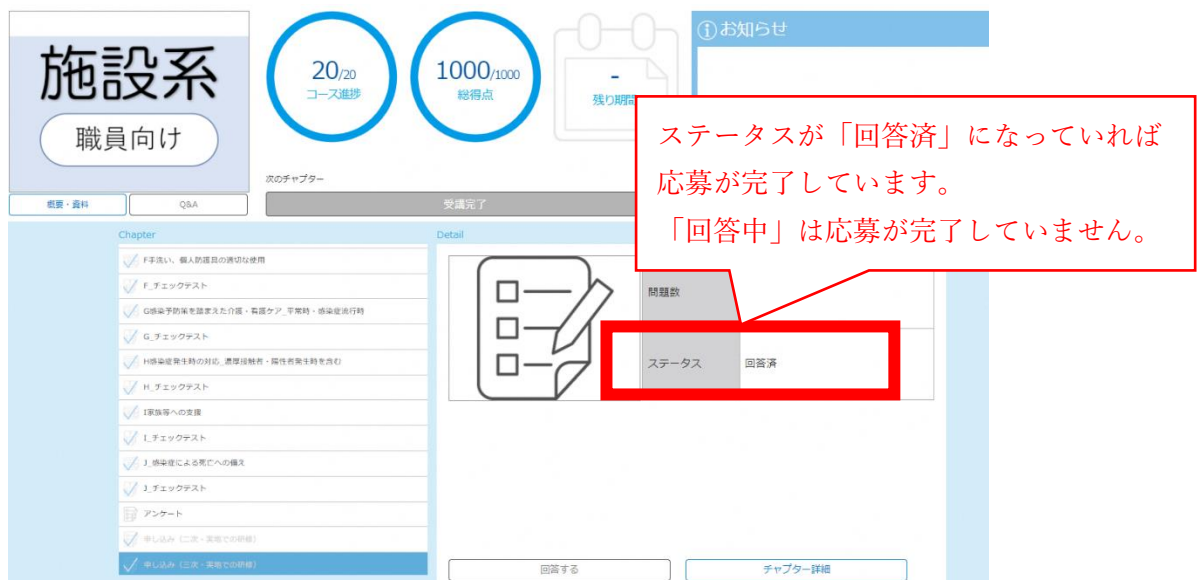 施設系
職員向け
20/20
コース進捗
1000/1000
総得点
-
残り期間
お知らせ
ステータスが「回答済」になっていれば
応募が完了しています。
「回答中」は応募が完了していません。
次のチャプター
概要・資料
Q&A
受講完了
Chapter
F手洗い、個人防護具の適切な使用
F_チェックテスト
G感染予防策を踏まえた介護・看護ケア_平常時・感染症流行時
G_チェックテスト
H感染症発生時の対応_濃厚接触者・陽性者発生時を含む
H_チェックテスト
I家族等への支援
I_チェックテスト
J_感染症による死亡への備え
J_チェックテスト
アンケート
申し込み（二次・実地での研修）
申し込み（三次・実地での研修）
Detail
問題数
ステータス
回答済
回答する
チャプター詳細